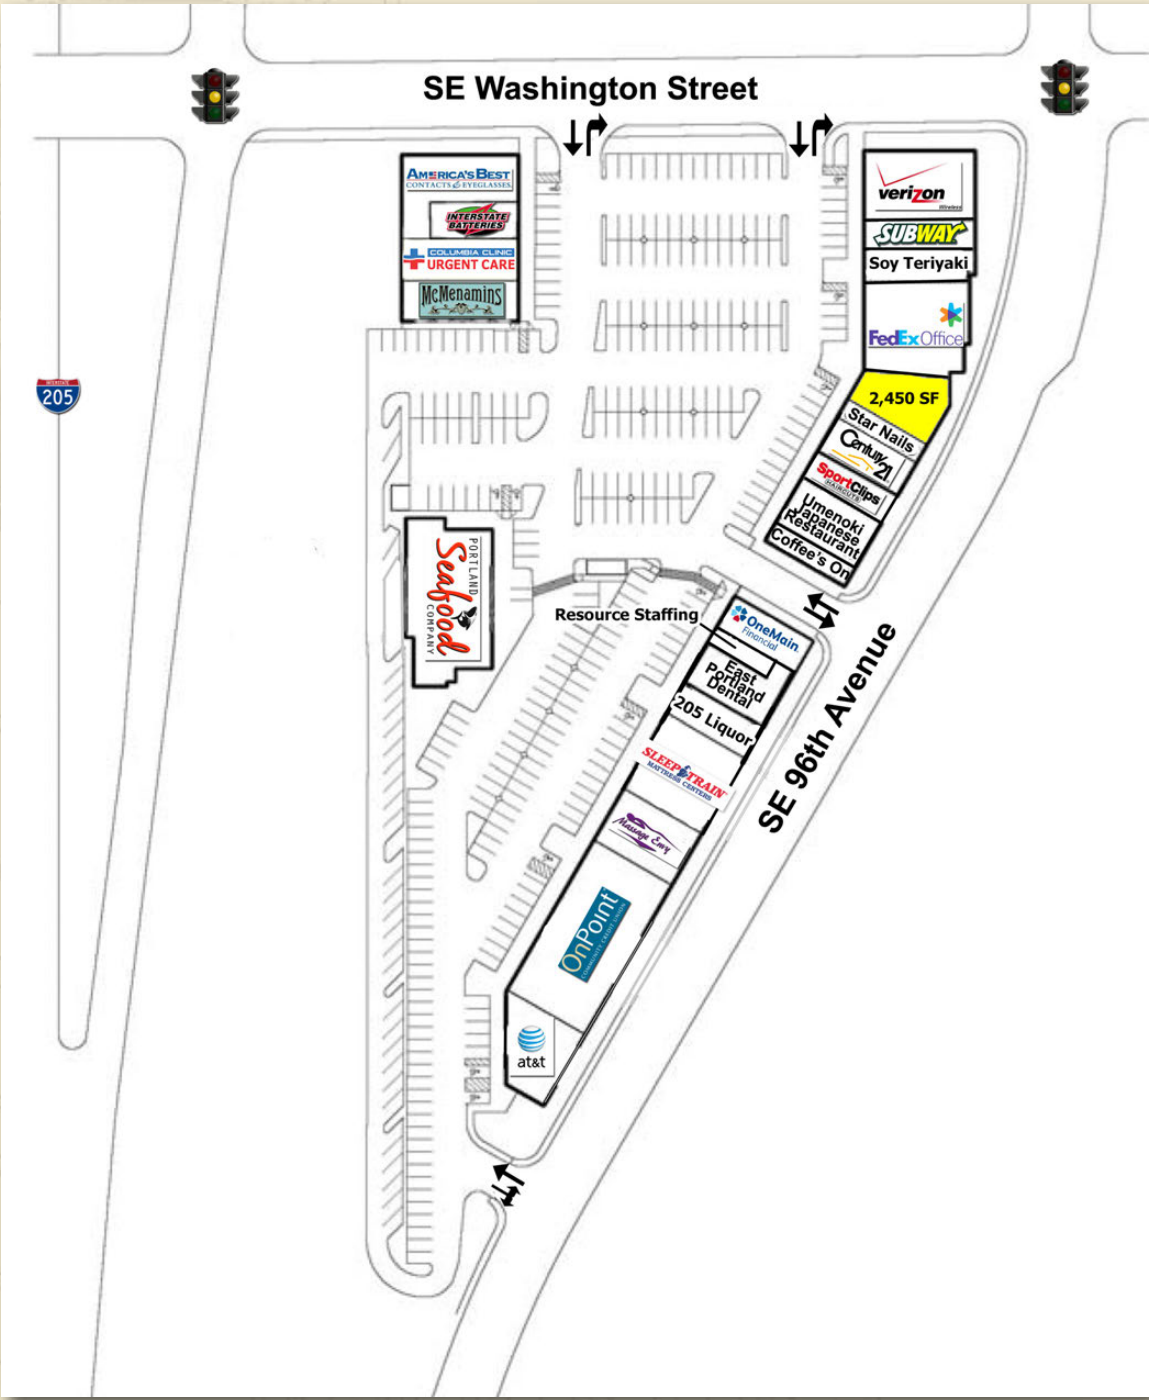 SE Washington Street
AMERICA'S BEST
CONTACTS & EYEGLASSES
INTERSTATE
BATTERIES
COLUMBIA CLINIC
URGENT CARE
McMenamins
verizon
Wireless
SUBWAY
Soy Teriyaki
FedEx Office
2,450 SF
Star Nails
Century 21
SportClips
HAIRCUTS
Umenoki
Japanese
Restaurant
Coffee's On
INTERSTATE
205
PORTLAND
Seafood
COMPANY
Resource Staffing
OneMain
Financial
East
Portland
Dental
205 Liquor
SLEEP TRAIN
MATTRESS CENTERS
Massage Envy
OnPoint
COMMUNITY CREDIT UNION
at&t
SE 96th Avenue